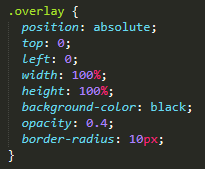 .overlay {
position: absolute;
top: 0;
left: 0;
width: 100%;
height: 100%;
background-color: black;
opacity: 0.4;
border-radius: 10px;
}